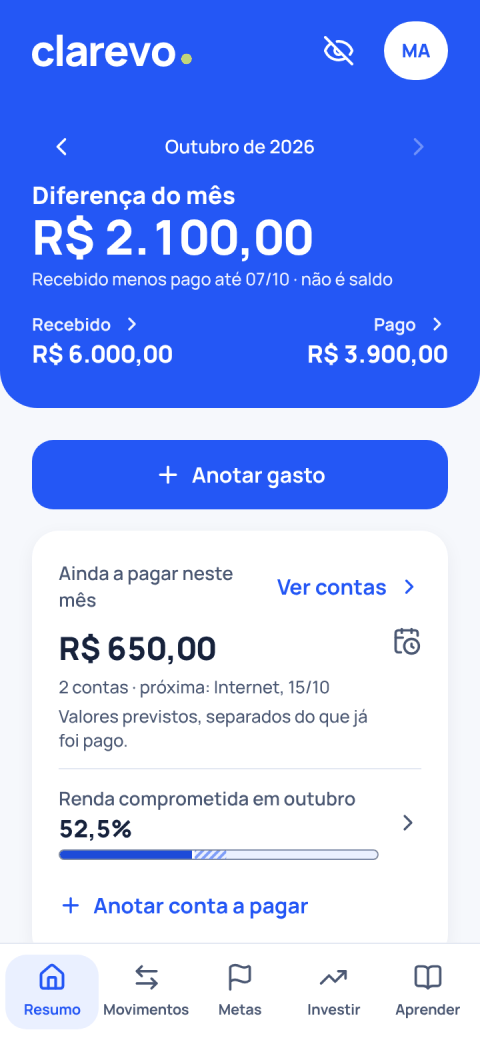 clarevo.
MA
Outubro de 2026
Diferença do mês
R$ 2.100,00
Recebido menos pago até 07/10 · não é saldo
Recebido
Pago
R$ 6.000,00
R$ 3.900,00
+ Anotar gasto
Ainda a pagar neste
mês
Ver contas
R$ 650,00
2 contas · próxima: Internet, 15/10
Valores previstos, separados do que já
foi pago.
Renda comprometida em outubro
52,5%
+ Anotar conta a pagar
Resumo
Movimentos
Metas
Investir
Aprender